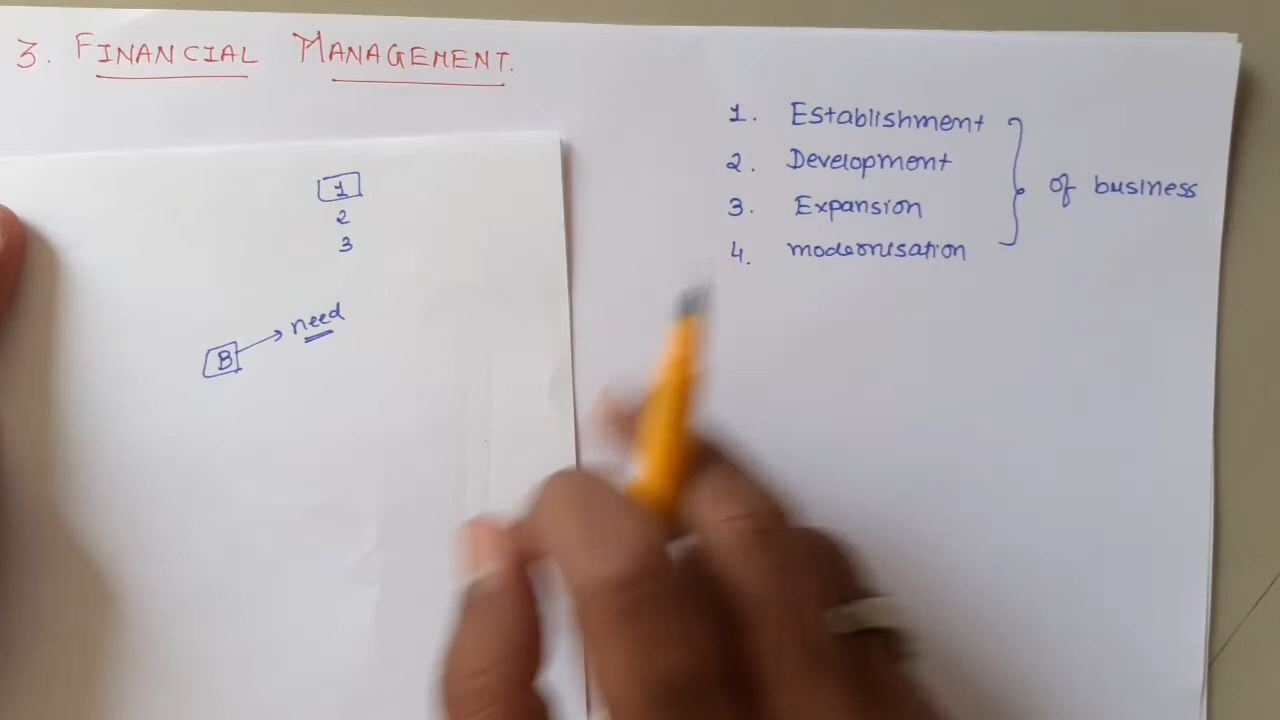 3. FINANCIAL MANAGEMENT.
1
2
3
B → need
1. Establishment
2. Development
3. Expansion
4. modernisation
of business